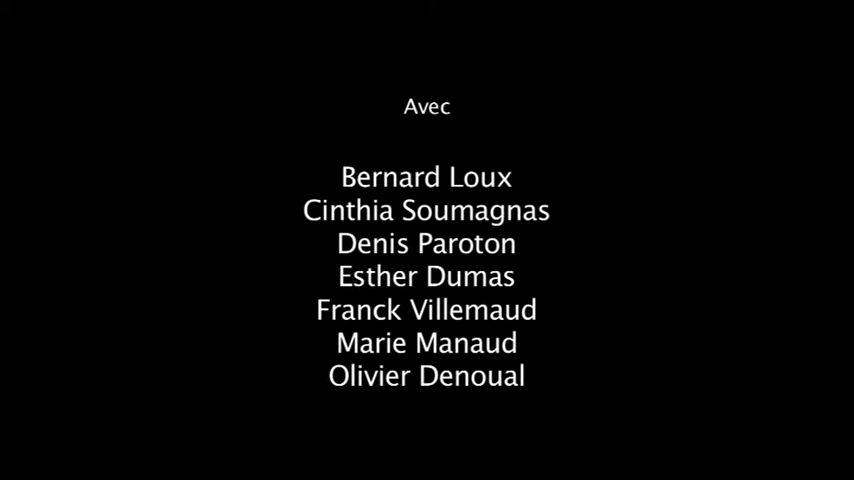 Avec
Bernard Loux
Cinthia Soumagnas
Denis Paroton
Esther Dumas
Franck Villemaud
Marie Manaud
Olivier Denoual